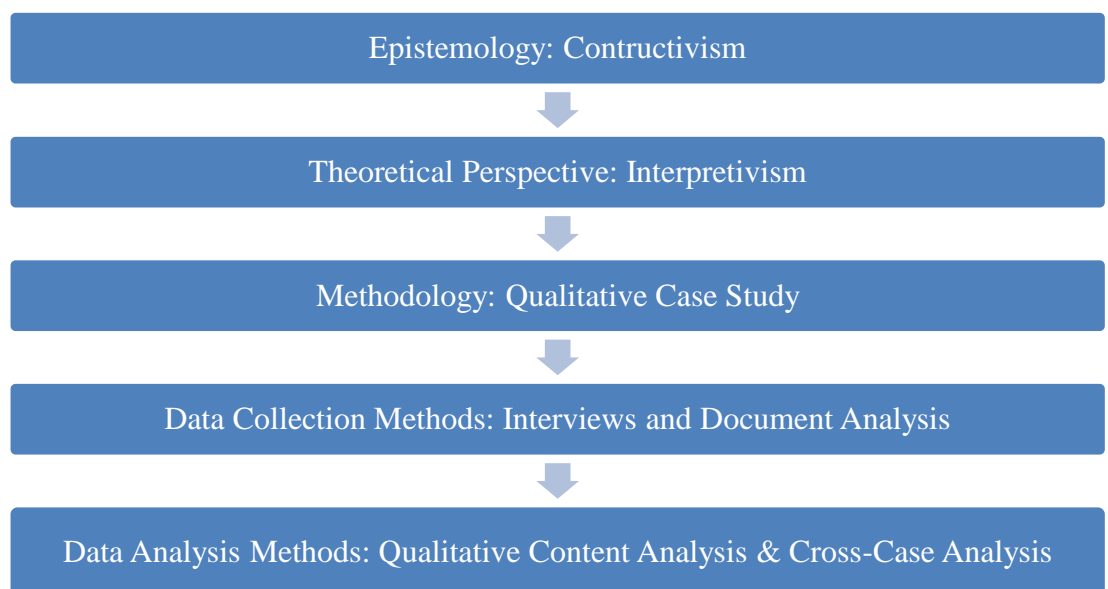 Epistemology: Contructivism
Theoretical Perspective: Interpretivism
Methodology: Qualitative Case Study
Data Collection Methods: Interviews and Document Analysis
Data Analysis Methods: Qualitative Content Analysis & Cross-Case Analysis